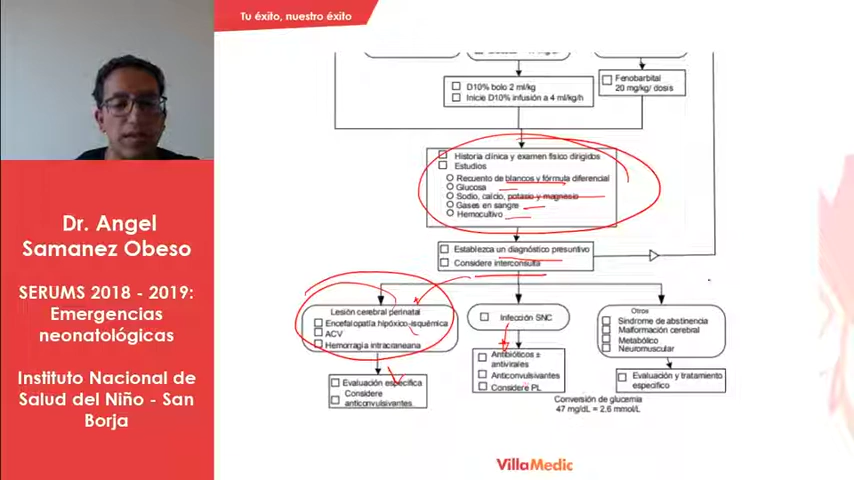 Tu éxito, nuestro éxito
Dr. Angel
Samanez Obeso
SERUMS 2018 - 2019:
Emergencias
neonatológicas
Instituto Nacional de
Salud del Niño - San
Borja
D10% bolo 2 ml/kg
Inicie D10% infusión a 4 ml/kg/h
Fenobarbital
20 mg/kg/ dosis
Historia clínica y examen físico dirigidos
Estudios
Recuento de blancos y fórmula diferencial
Glucosa
Sodio, calcio, potasio y magnesio
Gases en sangre
Hemocultivo
Establezca un diagnóstico presuntivo
Considere interconsulta
Lesión cerebral perinatal
Encefalopatía hipóxico-isquémica
ACV
Hemorragia intracraneana
Infección SNC
Otros
Síndrome de abstinencia
Malformación cerebral
Metabólico
Neuromuscular
Evaluación específica
Considere
anticonvulsivantes
Antibióticos ±
antivirales
Anticonvulsivantes
Considere PL
Evaluación y tratamiento
específico
Conversión de glucemia
47 mg/dL = 2.6 mmol/L
VillaMedic